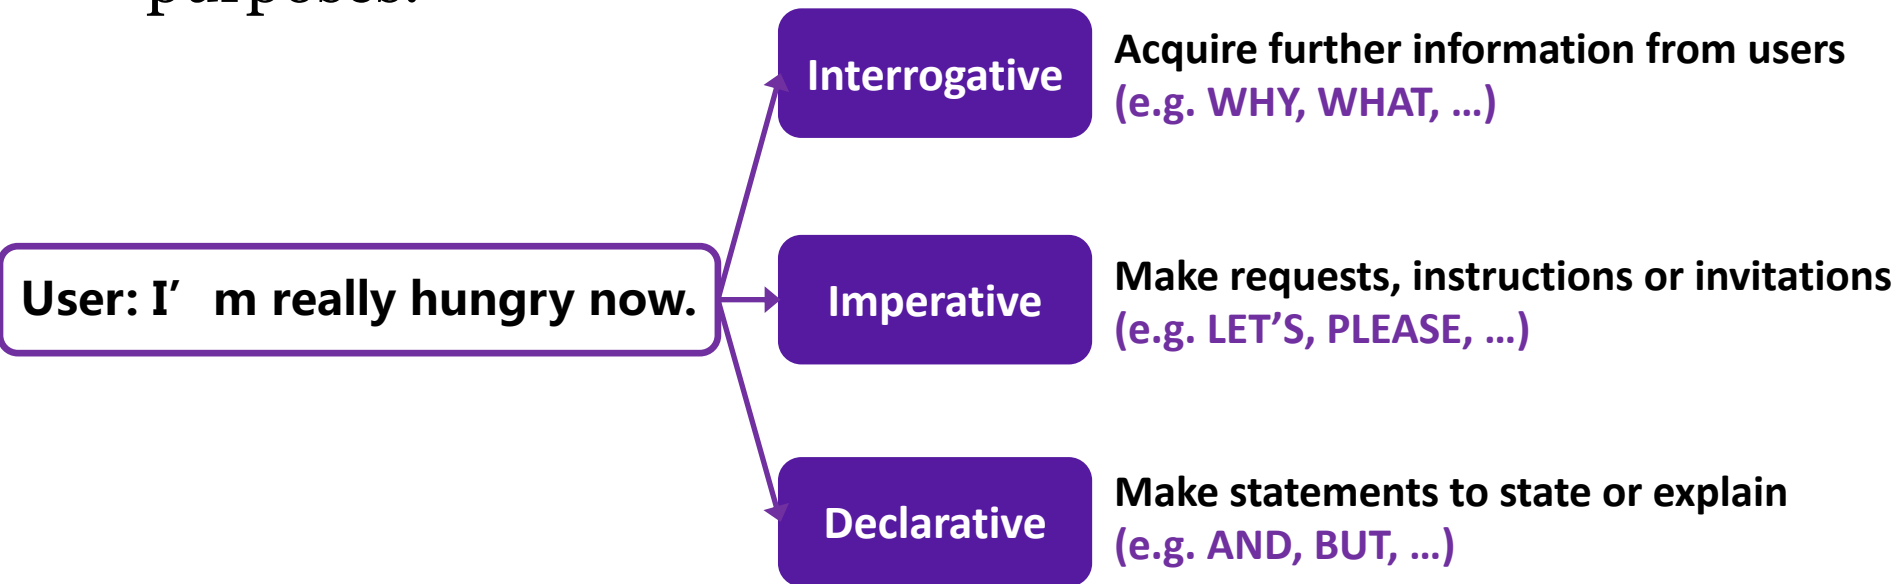 purposes.
Interrogative
Acquire further information from users
(e.g. WHY, WHAT, …)
User: I’ m really hungry now.
Imperative
Make requests, instructions or invitations
(e.g. LET’S, PLEASE, …)
Declarative
Make statements to state or explain
(e.g. AND, BUT, …)